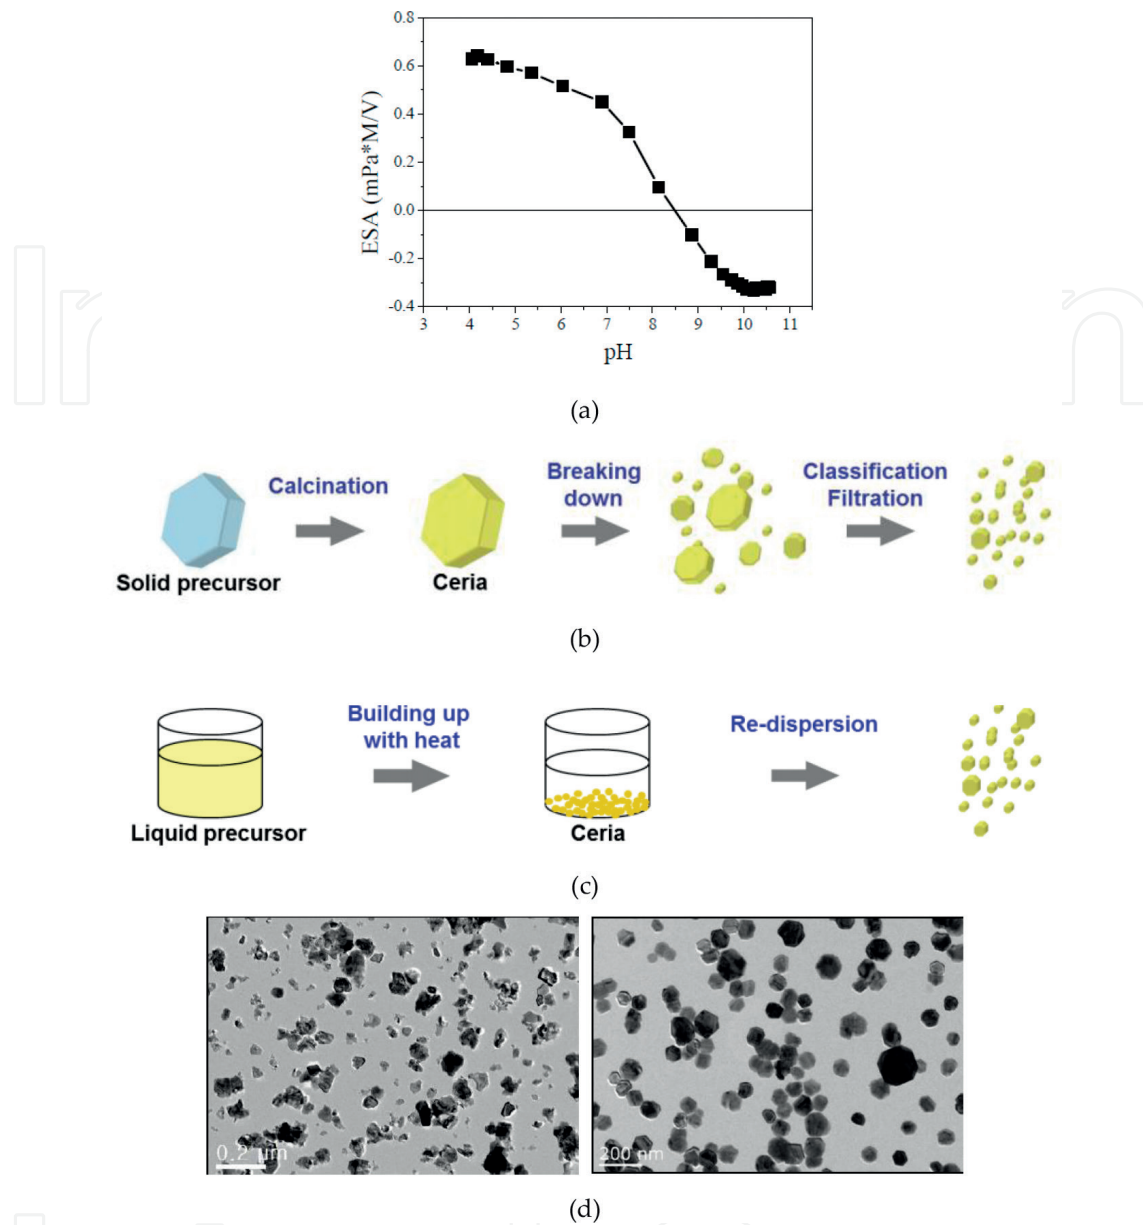 0.8
0.6
0.4
0.2
0.0
-0.2
-0.4
ESA (mPa*M/V)
3 4 5 6 7 8 9 10 11
pH
(a)
Calcination
Breaking
down
Classification
Filtration
Solid precursor
Ceria
(b)
Building up
with heat
Re-dispersion
Liquid precursor
Ceria
(c)
0.2 μm
200 nm
(d)